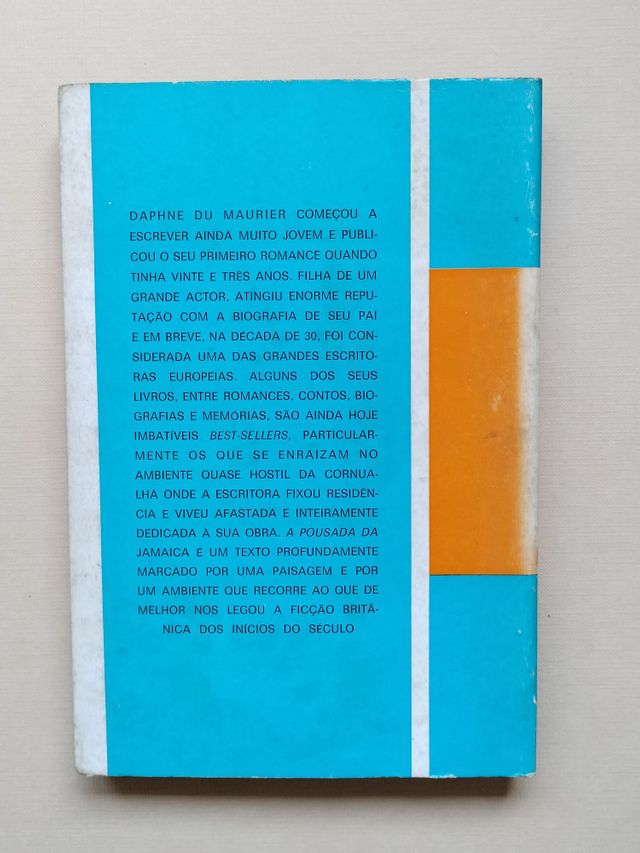 DAPHNE DU MAURIER COMEÇOU A
ESCREVER AINDA MUITO JOVEM E PUBLI-
COU O SEU PRIMEIRO ROMANCE QUANDO
TINHA VINTE E TRÊS ANOS. FILHA DE UM
GRANDE ACTOR, ATINGIU ENORME REPU-
TAÇÃO COM A BIOGRAFIA DE SEU PAI
E EM BREVE, NA DÉCADA DE 30, FOI CON-
SIDERADA UMA DAS GRANDES ESCRITO-
RAS EUROPEIAS. ALGUNS DOS SEUS
LIVROS, ENTRE ROMANCES, CONTOS, BIO-
GRAFIAS E MEMÓRIAS, SÃO AINDA HOJE
IMBATÍVEIS BEST-SELLERS, PARTICULAR-
MENTE OS QUE SE ENRAÍZAM NO
AMBIENTE QUASE HOSTIL DA CORNUA-
LHA ONDE A ESCRITORA FIXOU RESIDÊN-
CIA E VIVEU AFASTADA E INTEIRAMENTE
DEDICADA À SUA OBRA. A POUSADA DA
JAMAICA É UM TEXTO PROFUNDAMENTE
MARCADO POR UMA PAISAGEM E POR
UM AMBIENTE QUE RECORRE AO QUE DE
MELHOR NOS LEGOU A FICÇÃO BRITÂ-
NICA DOS INÍCIOS DO SÉCULO